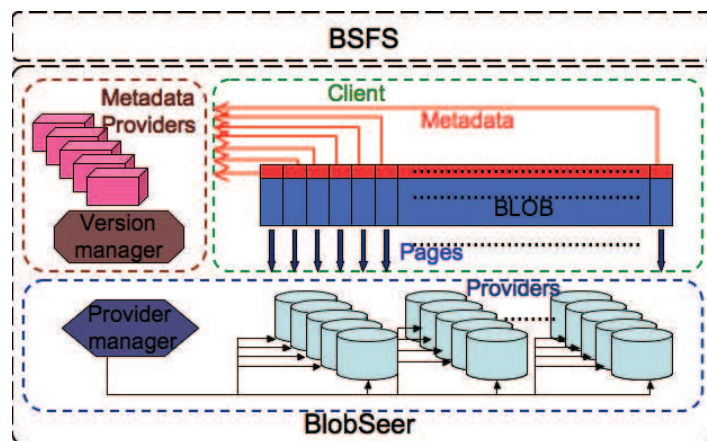 BSFS
Metadata
Providers
Client
Metadata
BLOB
Version
manager
Pages
Providers
Provider
manager
BlobSeer